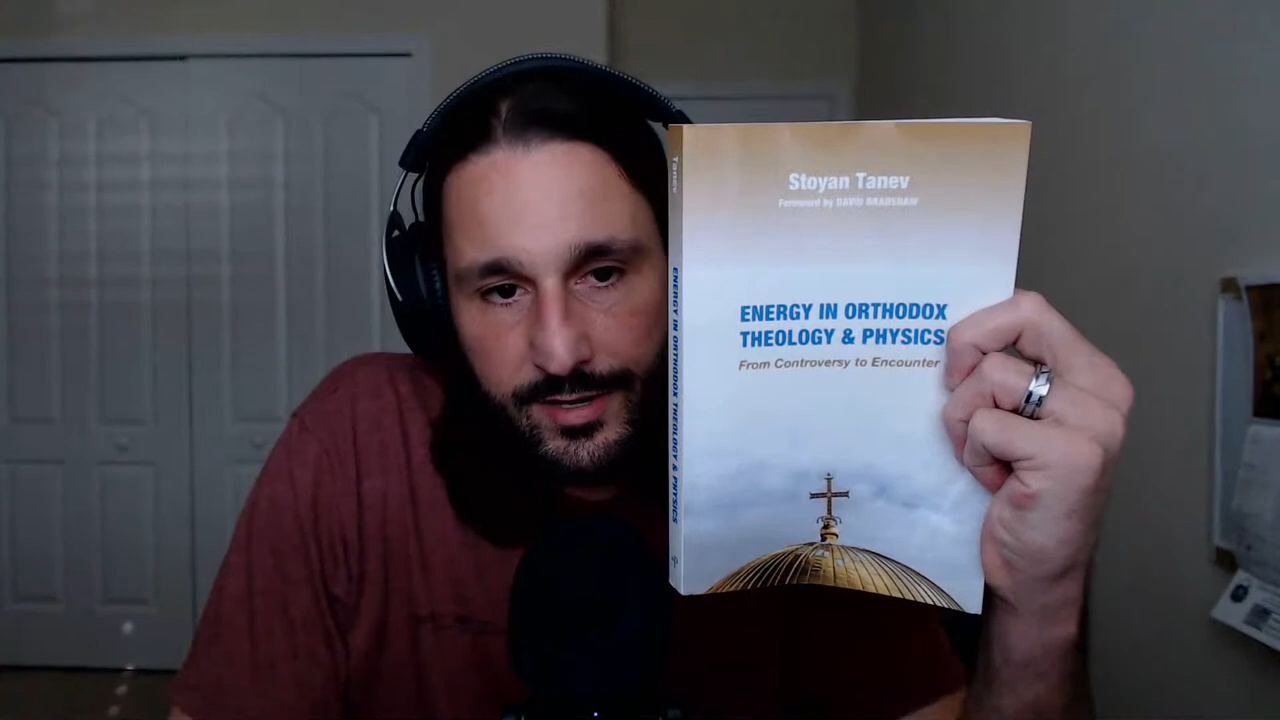 Stoyan Tanev
Foreword by DAVID BRADSHAW
ENERGY IN ORTHODOX
THEOLOGY & PHYSICS
From Controversy to Encounter
Tanev
ENERGY IN ORTHODOX THEOLOGY & PHYSICS